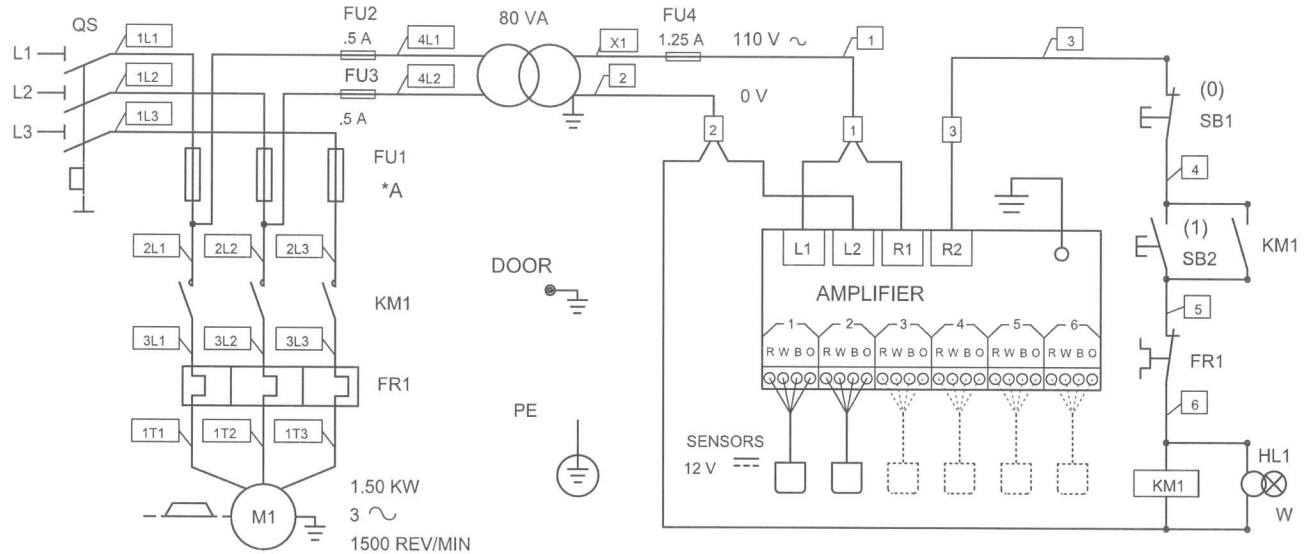 QS
1L1
L1
1L2
L2
1L3
L3
FU2
.5 A
4L1
FU3
4L2
.5 A
80 VA
X1
FU4
1.25 A
110 V
1
2
0 V
3
2
1
3
(0)
SB1
4
FU1
*A
2L1
2L2
2L3
(1)
SB2
KM1
L1
L2
R1
R2
DOOR
AMPLIFIER
KM1
5
1 2 3 4 5 6
3L1
3L2
3L3
R W B O R W B O R W B O R W B O R W B O R W B O
FR1
FR1
PE
6
1T1
1T2
1T3
SENSORS
12 V
HL1
KM1
W
M1
1.50 KW
3
1500 REV/MIN